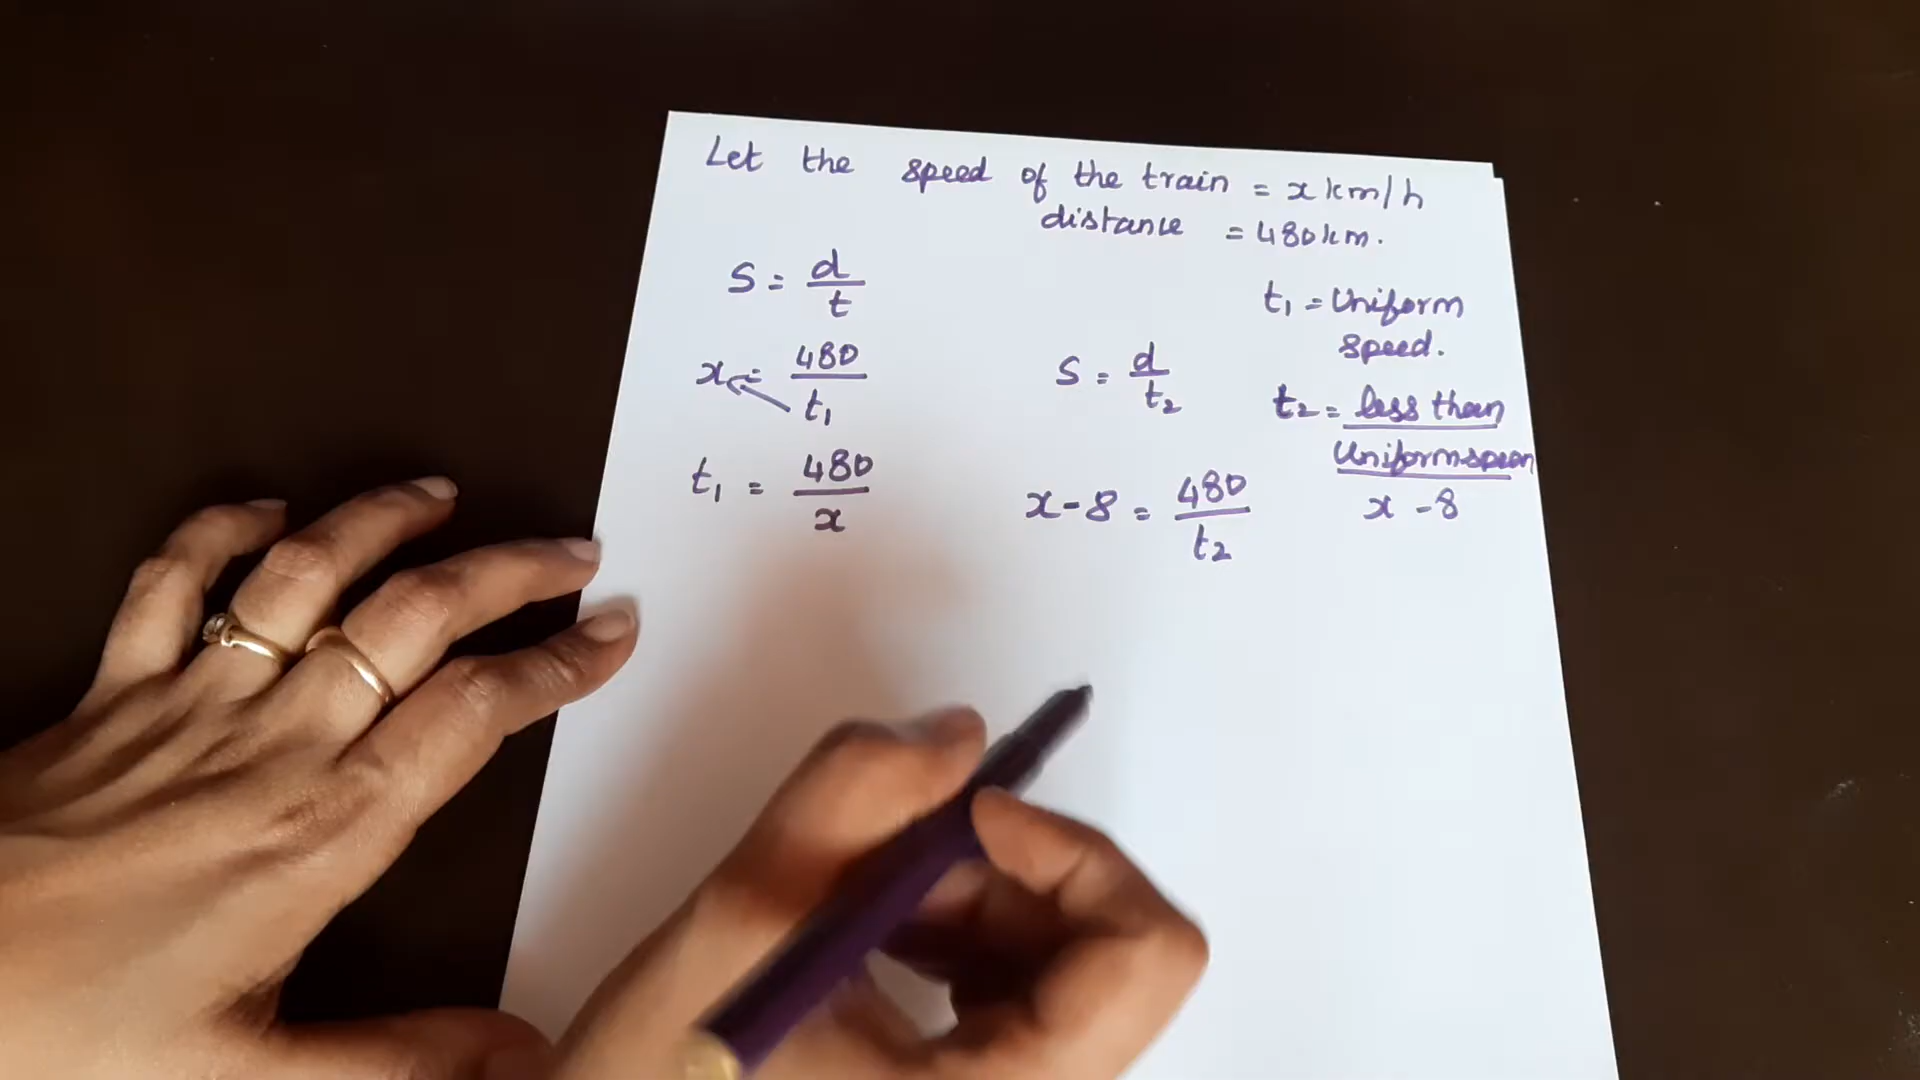 Let the speed of the train = x km/h
distance = 480 km.
S = d/t
t₁ = Uniform
speed.
x = 480/t₁
S = d/t₂
t₂ = less than
Uniform
t₁ = 480/x
x - 8 = 480/t₂
x - 8